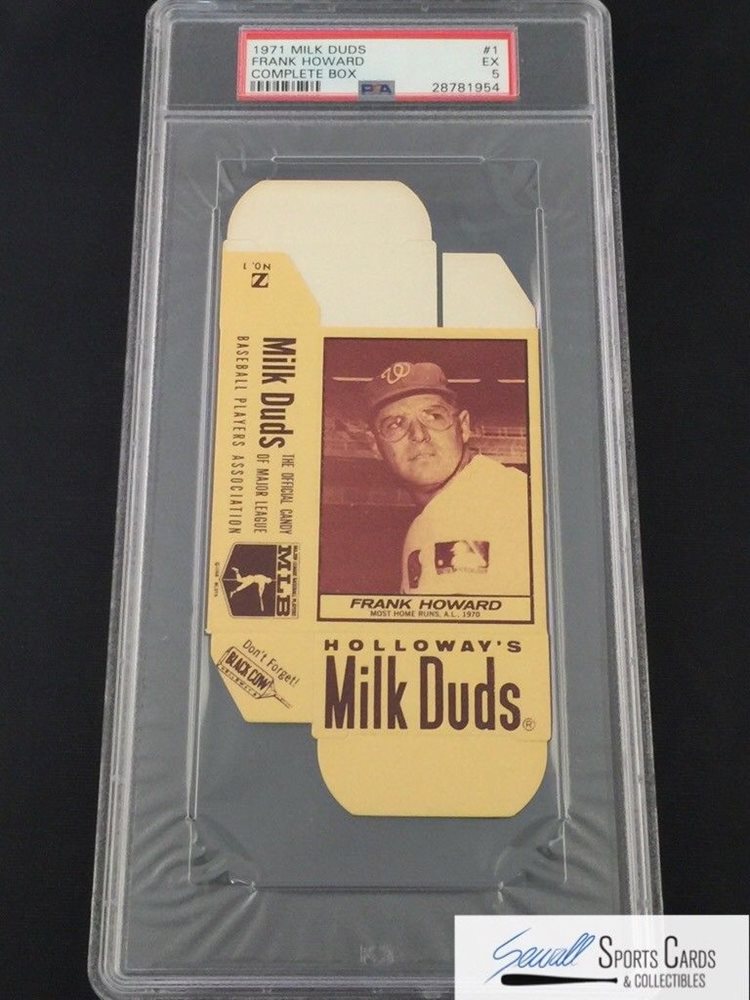 1971 MILK DUDS #1
FRANK HOWARD EX
COMPLETE BOX 5
PSA 28781954
NO. 1
Z
Milk Duds
THE OFFICIAL CANDY
OF MAJOR LEAGUE
BASEBALL PLAYERS ASSOCIATION
MLB
W
FRANK HOWARD
MOST HOME RUNS, A.L., 1970
Don't Forget!
BLACK COW
HOLLOWAY'S
Milk Duds®
Sewall SPORTS CARDS
& COLLECTIBLES